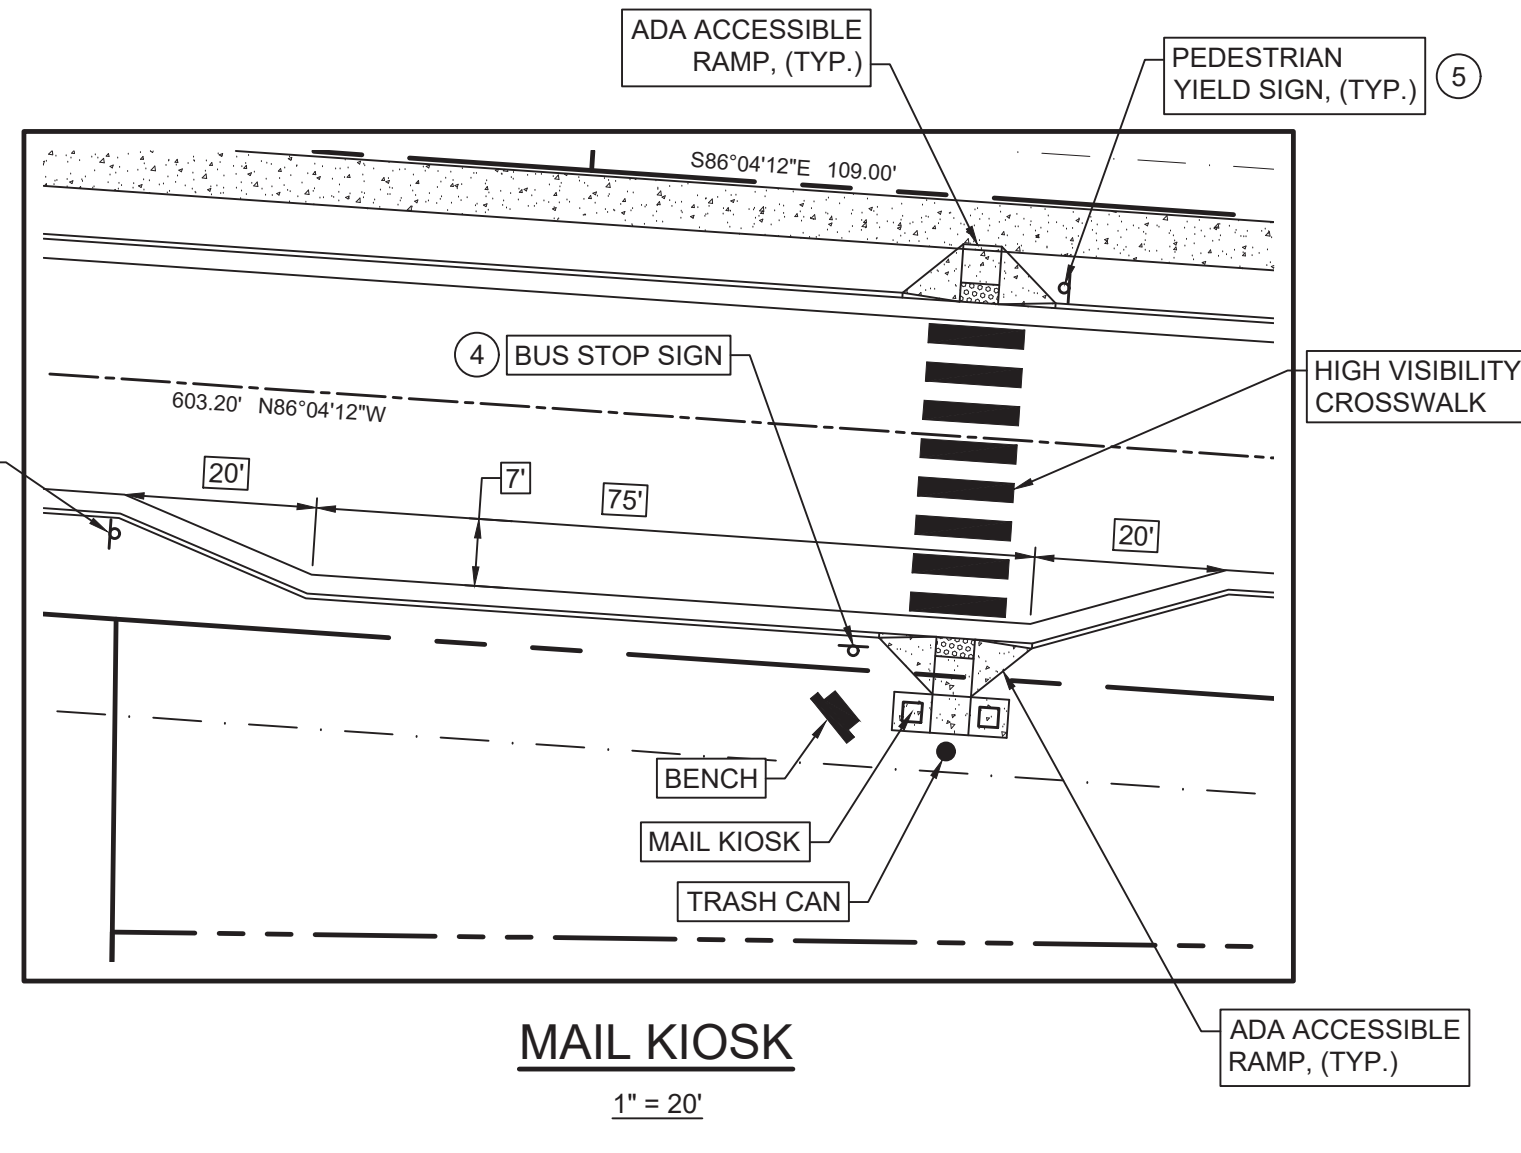 ADA ACCESSIBLE
RAMP, (TYP.)
PEDESTRIAN
YIELD SIGN, (TYP.)
5
S86°04'12"E 109.00'
4
BUS STOP SIGN
HIGH VISIBILITY
CROSSWALK
603.20' N86°04'12"W
20'
7'
75'
20'
BENCH
MAIL KIOSK
TRASH CAN
ADA ACCESSIBLE
RAMP, (TYP.)
MAIL KIOSK
1" = 20'